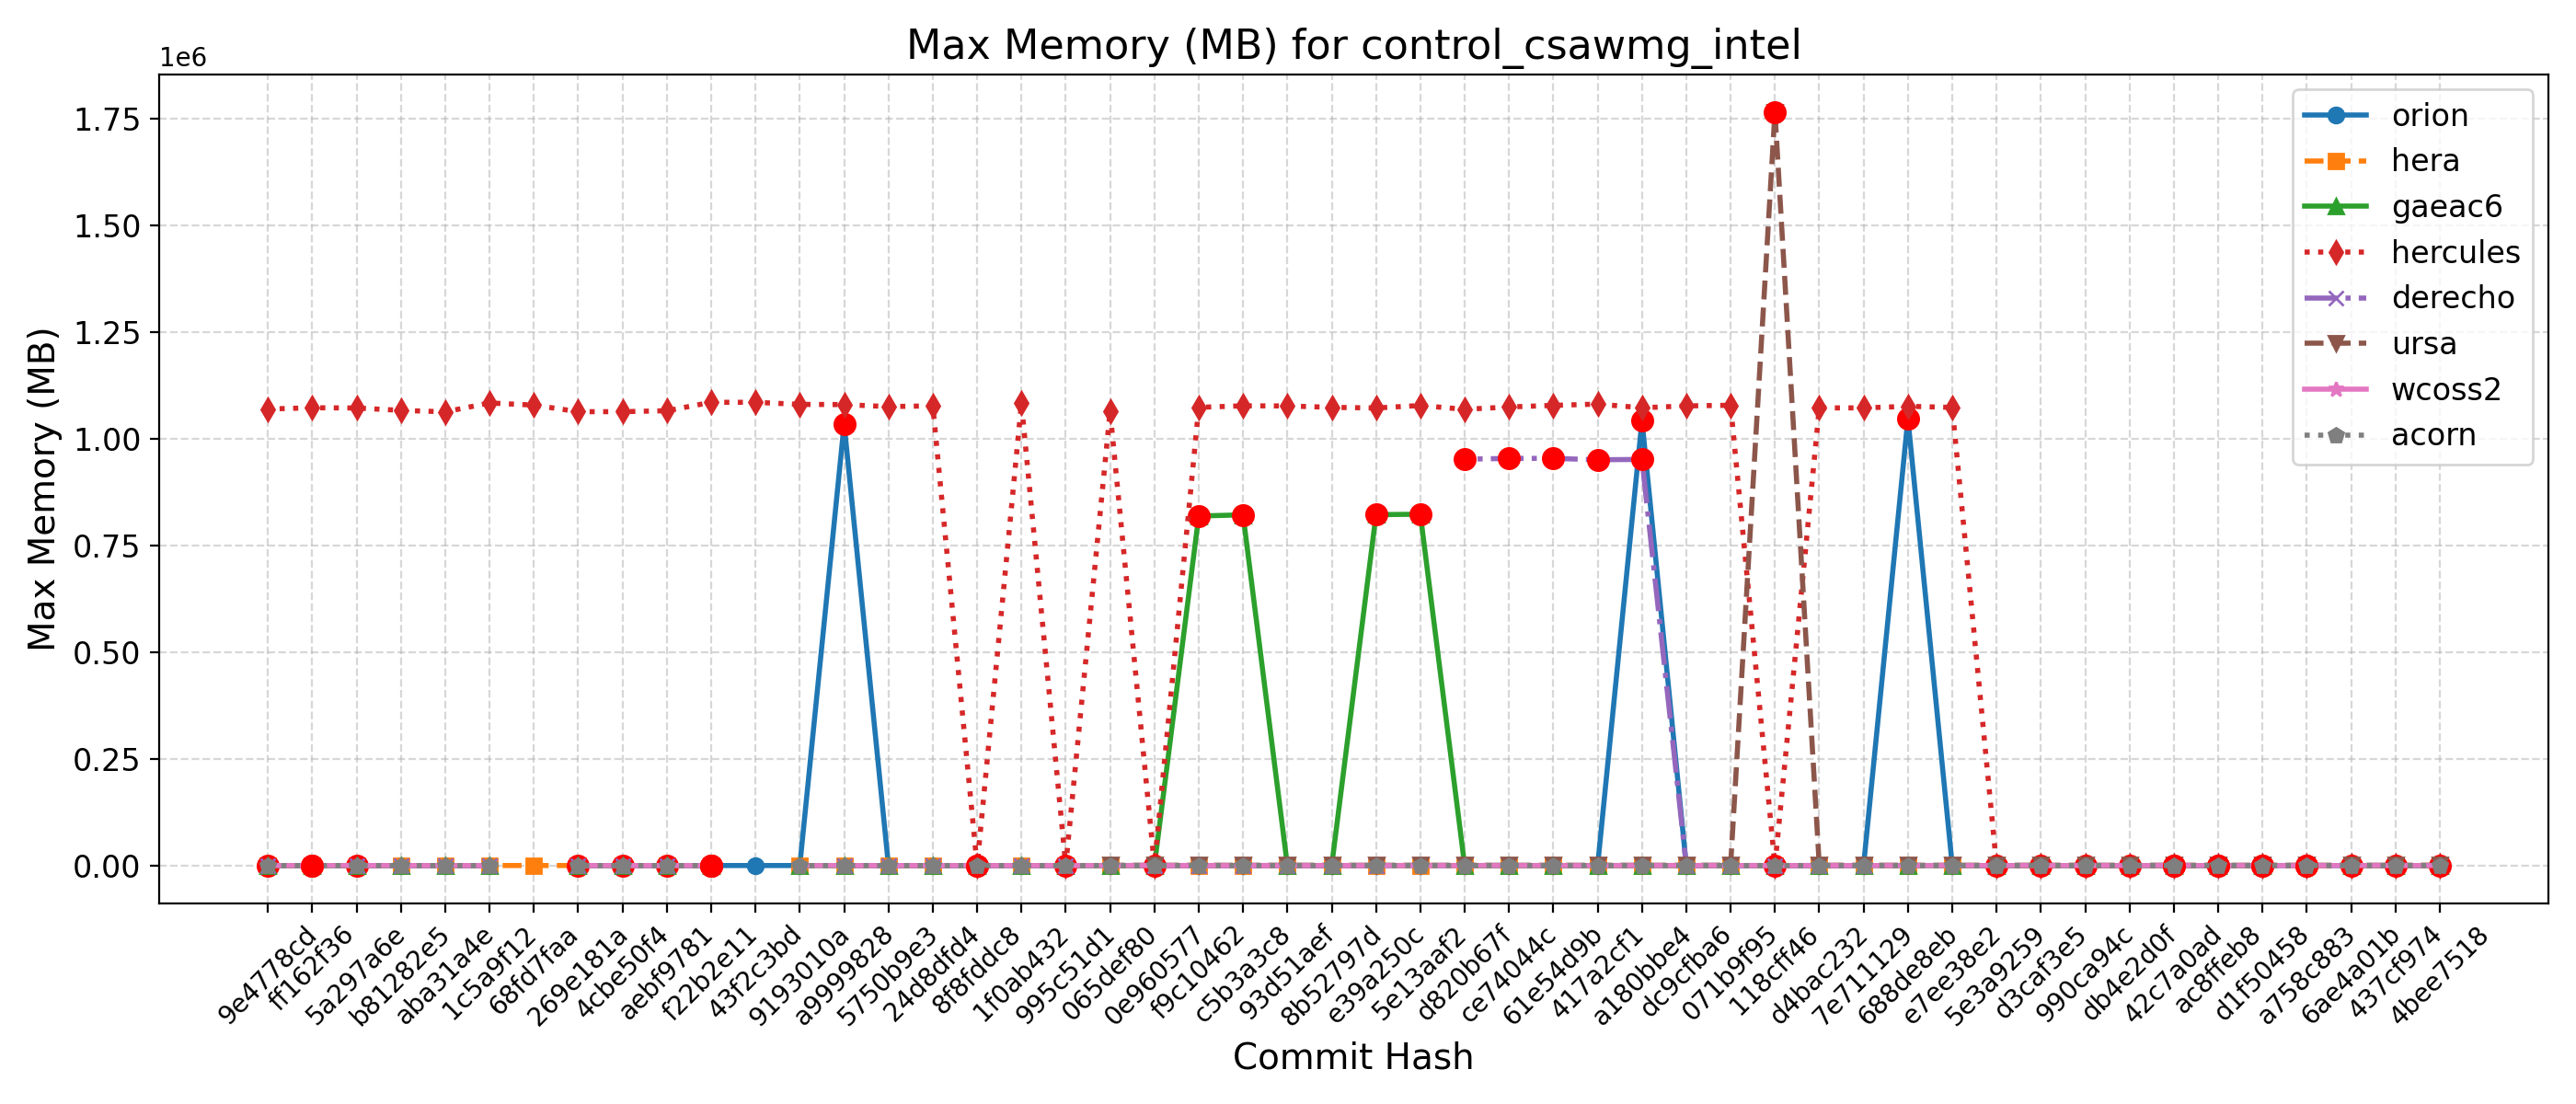 Max Memory (MB) for control_csawmg_intel
1e6
1.75
1.50
1.25
1.00
0.75
0.50
0.25
0.00
Max Memory (MB)
orion
hera
gaeac6
hercules
derecho
ursa
wcoss2
acorn
9e4778cd
ff162f36
5a297a6e
b81282e5
aba31a4e
1c5a9f12
68fd7faa
269e181a
4cbe50f4
aebf9781
f22b2e11
43f2c3bd
9193010a
a9999828
5750b9e3
24d8dfd4
8f8fddc8
1f0ab432
995c51d1
065def80
0e960577
f9c10462
c5b3a3c8
93d51aef
8b52797d
e39a250c
5e13aaf2
d820b67f
ce74044c
61e54d9b
417a2cf1
a180bbe4
dc9cfba6
071b9f95
118cff46
d4bac232
7e711129
688de8eb
e7ee38e2
5e3a9259
d3caf3e5
990ca94c
db4e2d0f
42c7a0ad
ac8ffeb8
d1f50458
a758c883
6ae4a01b
437cf974
4bee7518
Commit Hash